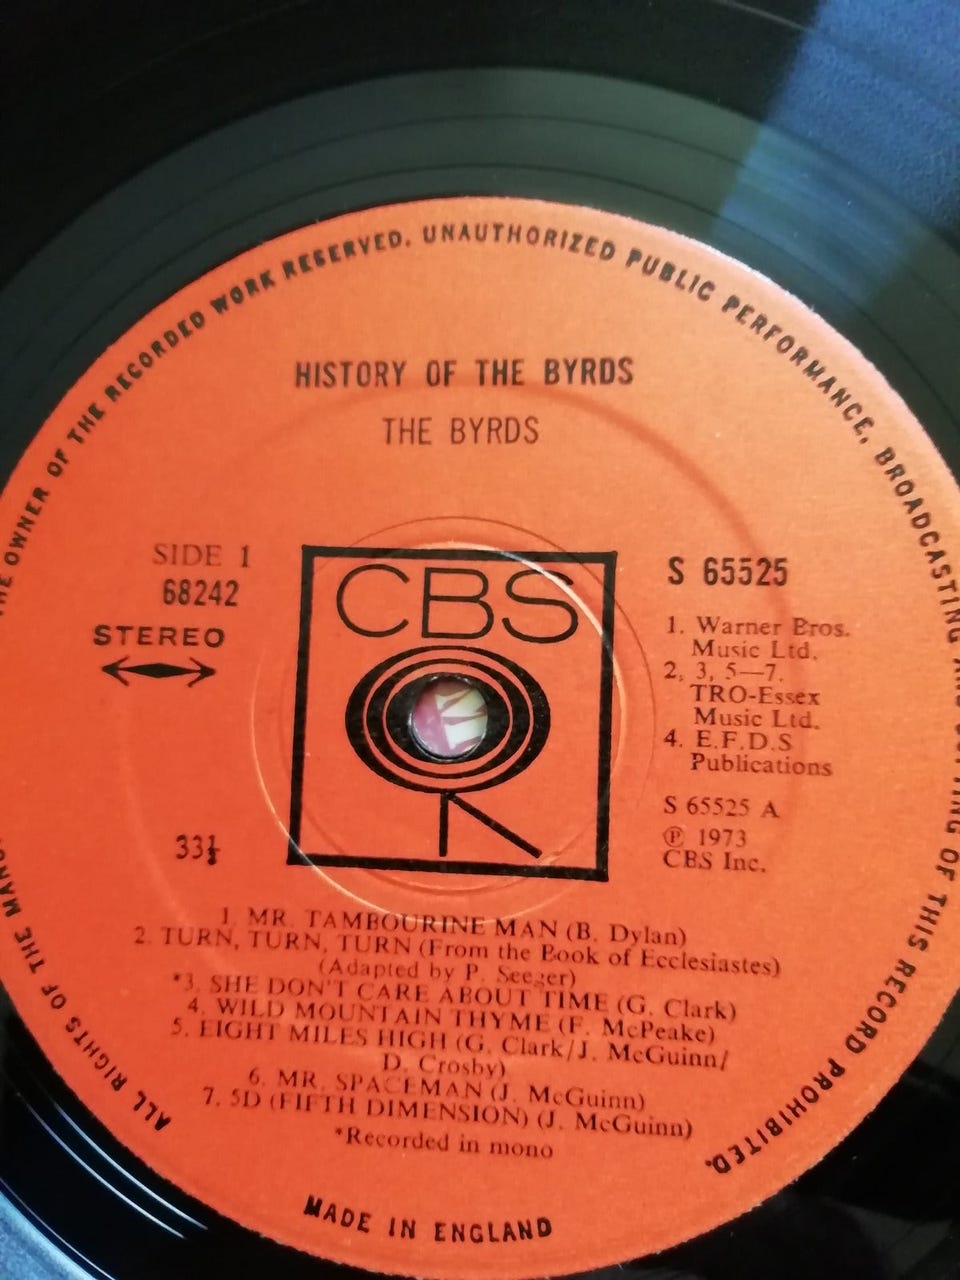 THE OWNER OF THE RECORDED WORK RESERVED. UNAUTHORIZED PUBLIC PERFORMANCE, BROADCASTING AND COPYING OF THIS RECORD PROHIBITED.
HISTORY OF THE BYRDS
THE BYRDS
SIDE 1
68242
STEREO
33⅓
CBS
S 65525
1. Warner Bros.
Music Ltd.
2, 3, 5—7.
TRO-Essex
Music Ltd.
4. E.F.D.S
Publications
S 65525 A
℗ 1973
CBS Inc.
1. MR. TAMBOURINE MAN (B. Dylan)
2. TURN, TURN, TURN (From the Book of Ecclesiastes)
(Adapted by P. Seeger)
*3. SHE DON'T CARE ABOUT TIME (G. Clark)
4. WILD MOUNTAIN THYME (F. McPeake)
5. EIGHT MILES HIGH (G. Clark/J. McGuinn/
D. Crosby)
6. MR. SPACEMAN (J. McGuinn)
7. 5D (FIFTH DIMENSION) (J. McGuinn)
*Recorded in mono
ALL RIGHTS OF THE
MADE IN ENGLAND